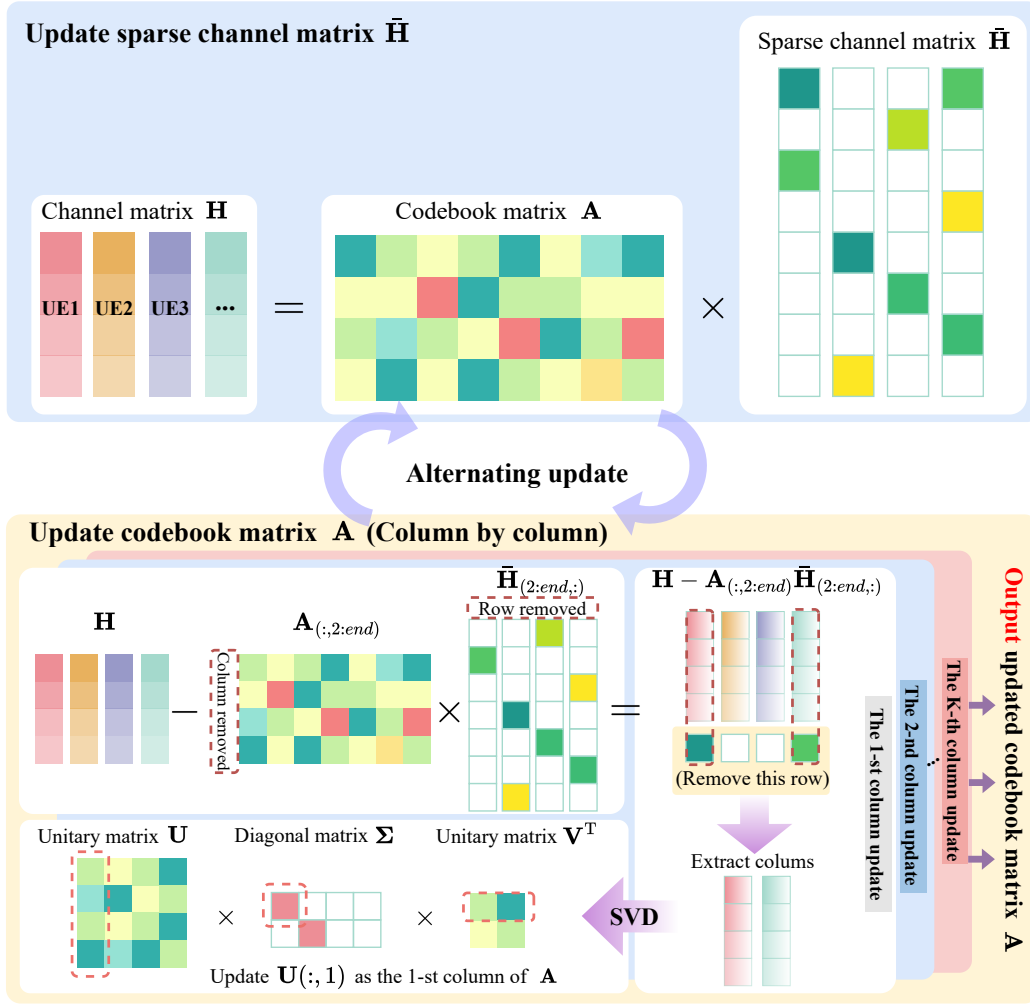 Update sparse channel matrix H̄
Sparse channel matrix H̄
Channel matrix H
Codebook matrix A
UE1 UE2 UE3 ...
=
×
Alternating update
Update codebook matrix A (Column by column)
H
A(:,2:end)
H̄(2:end,:)
Row removed
Column removed
−
×
=
H − A(:,2:end)H̄(2:end,:)
(Remove this row)
Extract colums
SVD
Unitary matrix U
Diagonal matrix Σ
Unitary matrix Vᵀ
×
×
Update U(:, 1) as the 1-st column of A
The 1-st column update
The 2-nd column update
...
The K-th column update
Output updated codebook matrix A